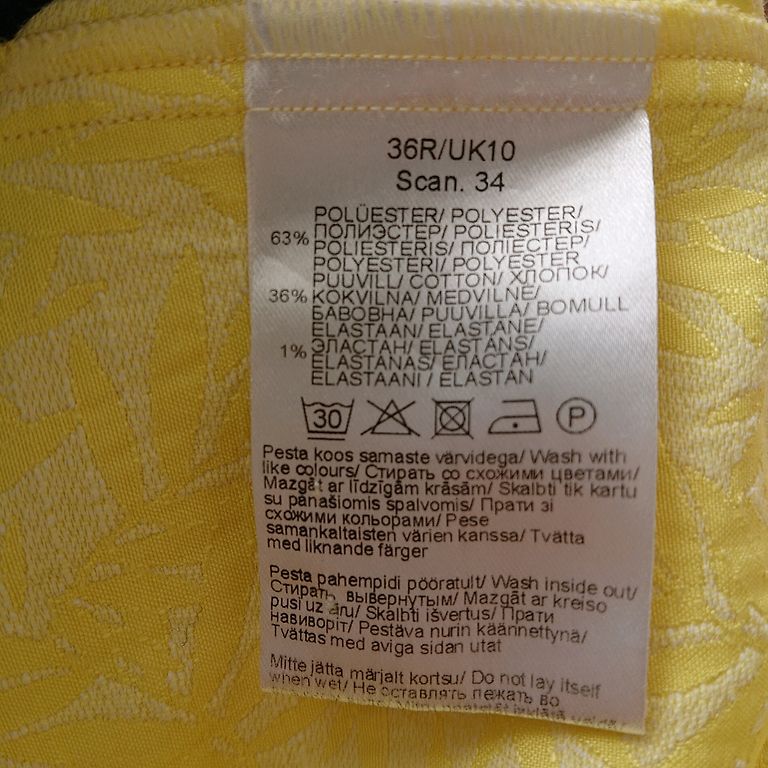 36R/UK10
Scan. 34
POLÜESTER/ POLYESTER/
63% ПОЛИЭСТЕР/ POLIESTERIS/
POLIESTERIS/ ПОЛІЕСТЕР/
POLYESTERI/ POLYESTER
PUUVILL/ COTTON/ ХЛОПОК/
36% KOKVILNA/ MEDVILNĖ/
БАВОВНА/ PUUVILLA/ BOMULL
ELASTAAN/ ELASTANE/
1% ЭЛАСТАН/ ELASTĀNS/
ELASTANAS/ ЕЛАСТАН/
ELASTAANI / ELASTAN
30 P
Pesta koos samaste värvidega/ Wash with
like colours/ Стирать со схожими цветами/
Mazgāt ar līdzīgām krāsām/ Skalbti tik kartu
su panašiomis spalvomis/ Прати зі
схожими кольорами/ Pese
samankaltaisten värien kanssa/ Tvätta
med liknande färger
Pesta pahempidi pööratult/ Wash inside out/
Стирать, вывернутым/ Mazgāt ar kreiso
pusi uz āru/ Skalbti išvertus/ Прати
навиворіт/ Pestävä nurin käännettynä/
Tvättas med aviga sidan utat
Mitte jätta märjalt kortsu/ Do not lay itself
when wet/ Не оставлять лежать во